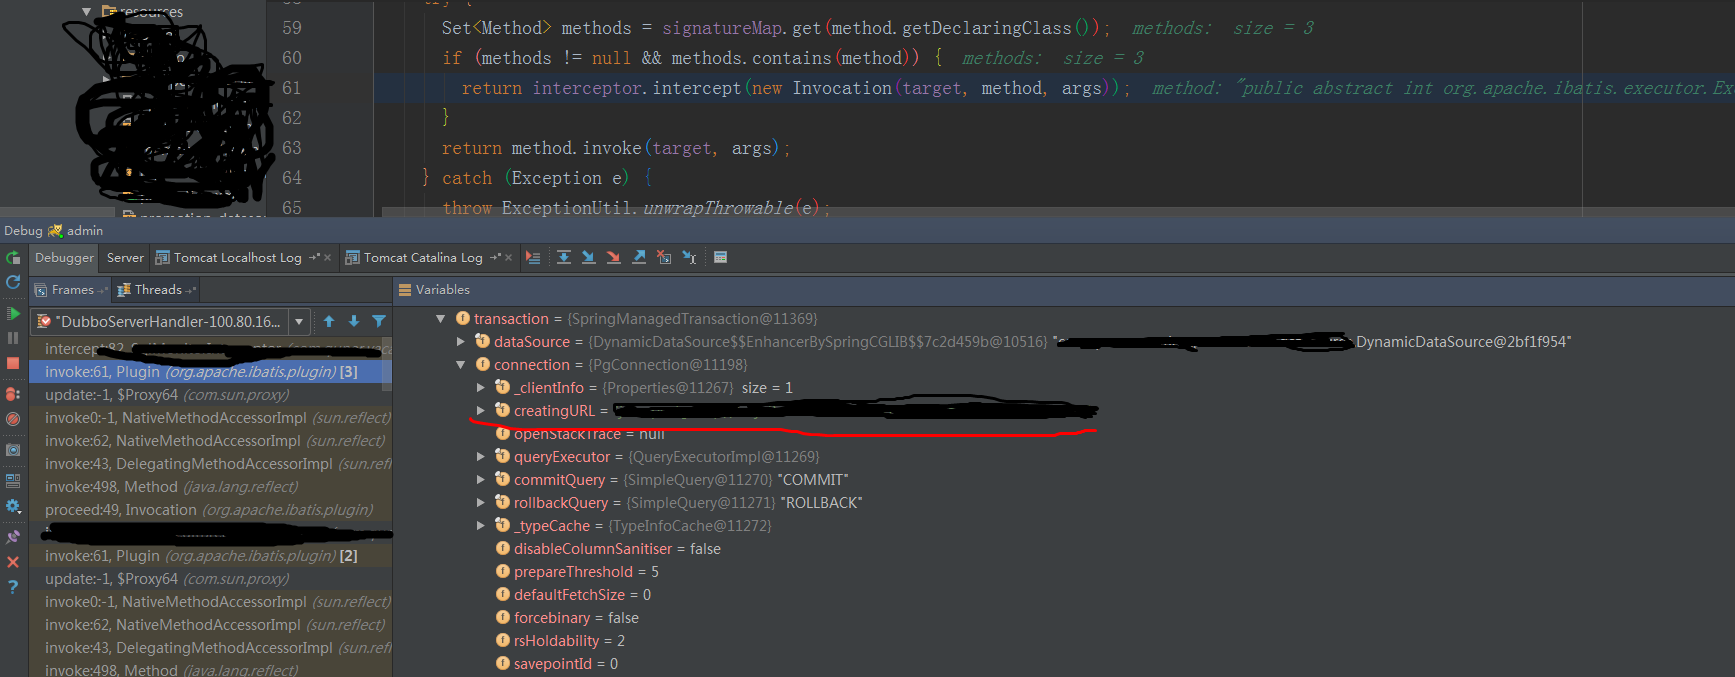 resources
59 Set<Method> methods = signatureMap.get(method.getDeclaringClass()); methods: size = 3
60 if (methods != null && methods.contains(method)) { methods: size = 3
61 return interceptor.intercept(new Invocation(target, method, args)); method: "public abstract int org.apache.ibatis.executor.Ex
62 }
63 return method.invoke(target, args);
64 } catch (Exception e) {
65 throw ExceptionUtil.unwrapThrowable(e);
Debug admin
Debugger Server Tomcat Localhost Log Tomcat Catalina Log
Frames Threads
"DubboServerHandler-100.80.16...
invoke:61, Plugin (org.apache.ibatis.plugin) [3]
update:-1, $Proxy64 (com.sun.proxy)
invoke0:-1, NativeMethodAccessorImpl (sun.reflect)
invoke:62, NativeMethodAccessorImpl (sun.reflect)
invoke:43, DelegatingMethodAccessorImpl (sun.refl
invoke:498, Method (java.lang.reflect)
proceed:49, Invocation (org.apache.ibatis.plugin)
invoke:61, Plugin (org.apache.ibatis.plugin) [2]
update:-1, $Proxy64 (com.sun.proxy)
invoke0:-1, NativeMethodAccessorImpl (sun.reflect)
invoke:62, NativeMethodAccessorImpl (sun.reflect)
invoke:43, DelegatingMethodAccessorImpl (sun.refl
invoke:498, Method (java.lang.reflect)
Variables
transaction = {SpringManagedTransaction@11369}
dataSource = {DynamicDataSource$$EnhancerBySpringCGLIB$$7c2d459b@10516} " .DynamicDataSource@2bf1f954"
connection = {PgConnection@11198}
_clientInfo = {Properties@11267} size = 1
creatingURL =
openStackTrace = null
queryExecutor = {QueryExecutorImpl@11269}
commitQuery = {SimpleQuery@11270} "COMMIT"
rollbackQuery = {SimpleQuery@11271} "ROLLBACK"
_typeCache = {TypeInfoCache@11272}
disableColumnSanitiser = false
prepareThreshold = 5
defaultFetchSize = 0
forcebinary = false
rsHoldability = 2
savepointId = 0